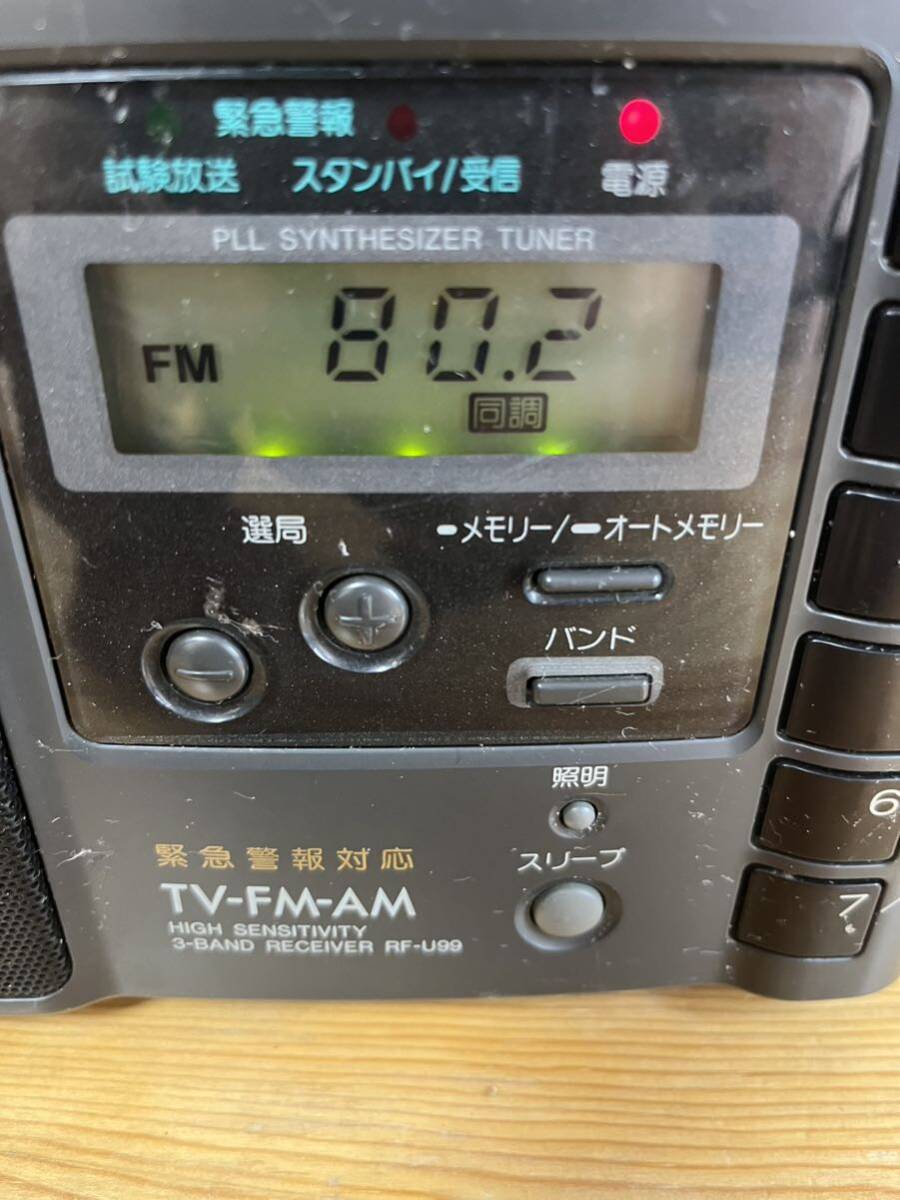 緊急警報
試験放送 スタンバイ/受信 電源
PLL SYNTHESIZER TUNER
FM 80.2
同調
選局 メモリー/オートメモリー
+
−
バンド
照明
スリープ
緊急警報対応
TV-FM-AM
HIGH SENSITIVITY
3-BAND RECEIVER RF-U99
6
7/